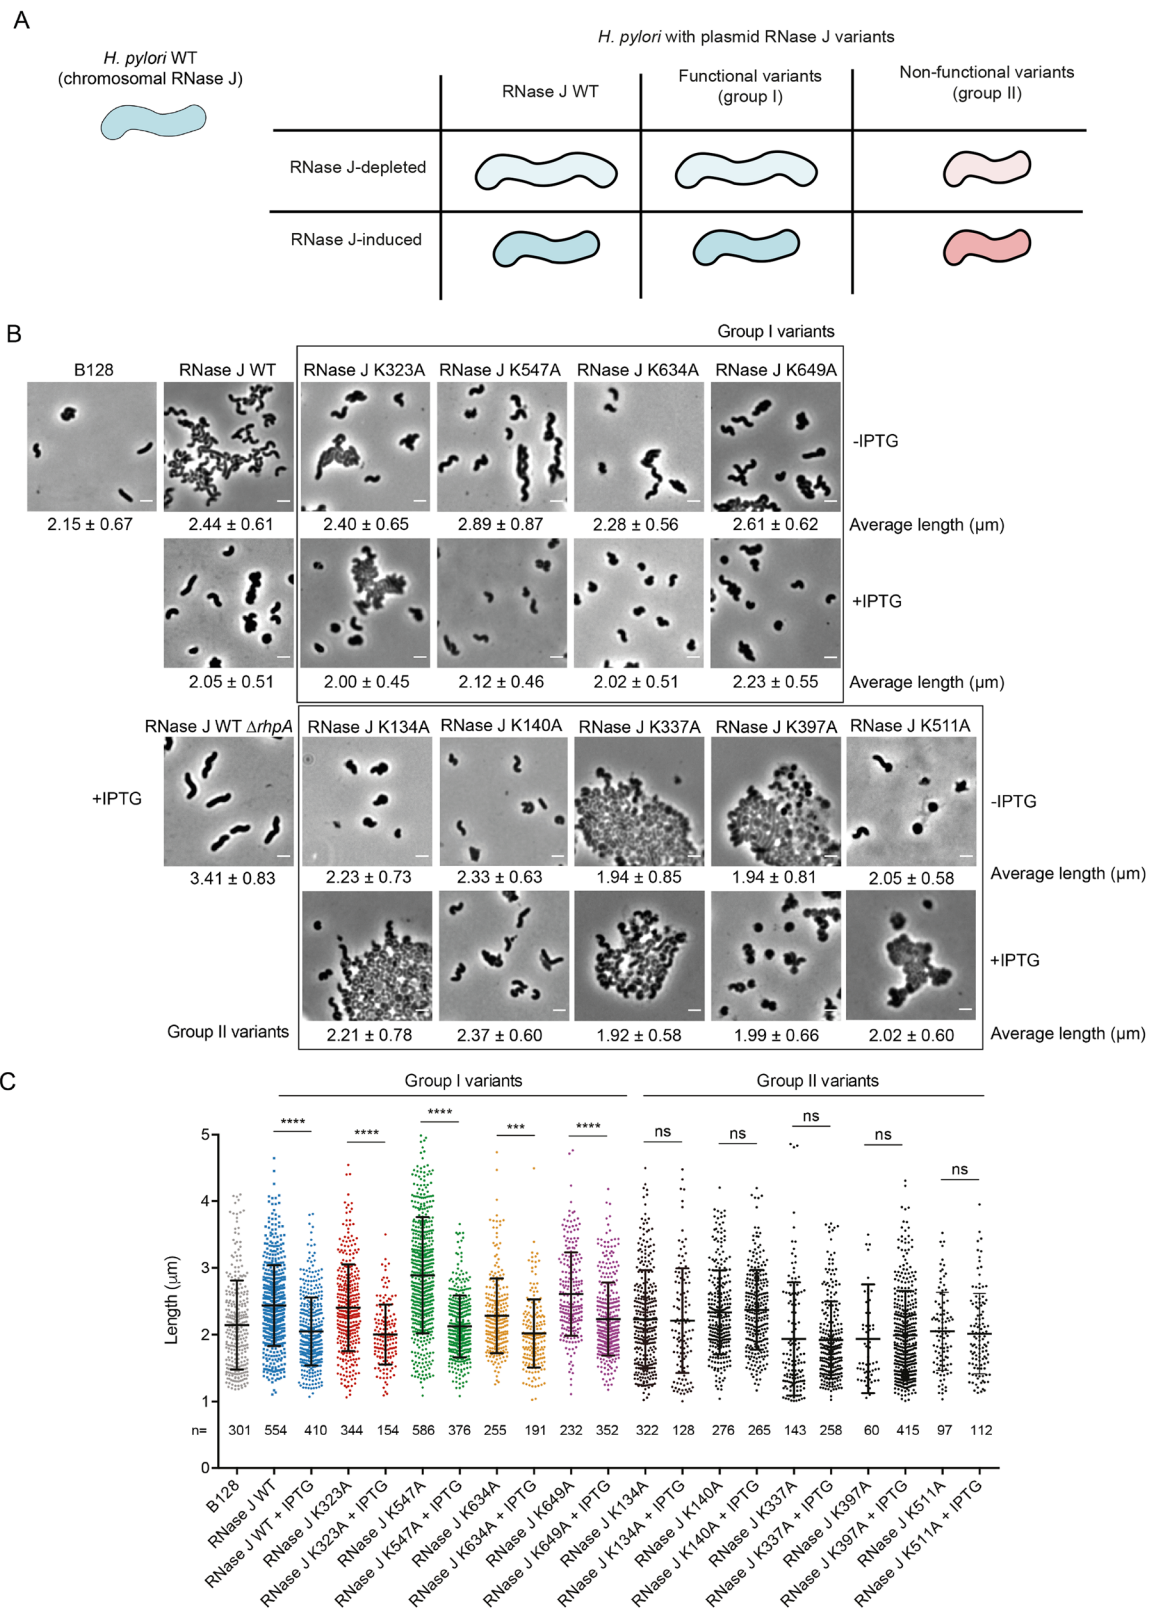 A
H. pylori WT
(chromosomal RNase J)
H. pylori with plasmid RNase J variants
RNase J WT
Functional variants
(group I)
Non-functional variants
(group II)
RNase J-depleted
RNase J-induced
B
Group I variants
B128 RNase J WT RNase J K323A RNase J K547A RNase J K634A RNase J K649A
-IPTG
2.15 ± 0.67 2.44 ± 0.61 2.40 ± 0.65 2.89 ± 0.87 2.28 ± 0.56 2.61 ± 0.62 Average length (µm)
+IPTG
2.05 ± 0.51 2.00 ± 0.45 2.12 ± 0.46 2.02 ± 0.51 2.23 ± 0.55 Average length (µm)
RNase J WT ΔrhpA RNase J K134A RNase J K140A RNase J K337A RNase J K397A RNase J K511A
+IPTG -IPTG
3.41 ± 0.83 2.23 ± 0.73 2.33 ± 0.63 1.94 ± 0.85 1.94 ± 0.81 2.05 ± 0.58 Average length (µm)
+IPTG
Group II variants 2.21 ± 0.78 2.37 ± 0.60 1.92 ± 0.58 1.99 ± 0.66 2.02 ± 0.60 Average length (µm)
C
Group I variants Group II variants
**** **** **** *** **** ns ns ns ns ns
Length (µm)
5
4
3
2
1
0
n= 301 554 410 344 154 586 376 255 191 232 352 322 128 276 265 143 258 60 415 97 112
B128
RNase J WT
RNase J WT + IPTG
RNase J K323A
RNase J K323A + IPTG
RNase J K547A
RNase J K547A + IPTG
RNase J K634A
RNase J K634A + IPTG
RNase J K649A
RNase J K649A + IPTG
RNase J K134A
RNase J K134A + IPTG
RNase J K140A
RNase J K140A + IPTG
RNase J K337A
RNase J K337A + IPTG
RNase J K397A
RNase J K397A + IPTG
RNase J K511A
RNase J K511A + IPTG